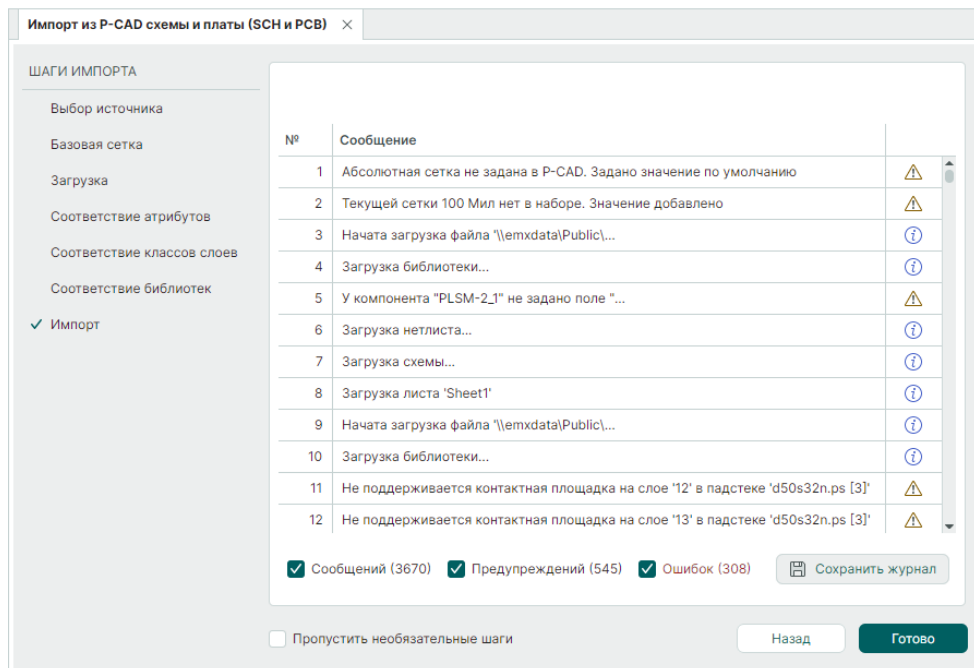 Импорт из P-CAD схемы и платы (SCH и PCB)
ШАГИ ИМПОРТА
Выбор источника
Базовая сетка
Загрузка
Соответствие атрибутов
Соответствие классов слоев
Соответствие библиотек
Импорт
№ Сообщение
1 Абсолютная сетка не задана в P-CAD. Задано значение по умолчанию
2 Текущей сетки 100 Мил нет в наборе. Значение добавлено
3 Начата загрузка файла '\\emxdata\Public\...
4 Загрузка библиотеки...
5 У компонента "PLSM-2_1" не задано поле "...
6 Загрузка нетлиста...
7 Загрузка схемы...
8 Загрузка листа 'Sheet1'
9 Начата загрузка файла '\\emxdata\Public\...
10 Загрузка библиотеки...
11 Не поддерживается контактная площадка на слое '12' в падстеке 'd50s32n.ps [3]'
12 Не поддерживается контактная площадка на слое '13' в падстеке 'd50s32n.ps [3]'
Сообщений (3670) Предупреждений (545) Ошибок (308) Сохранить журнал
Пропустить необязательные шаги Назад Готово